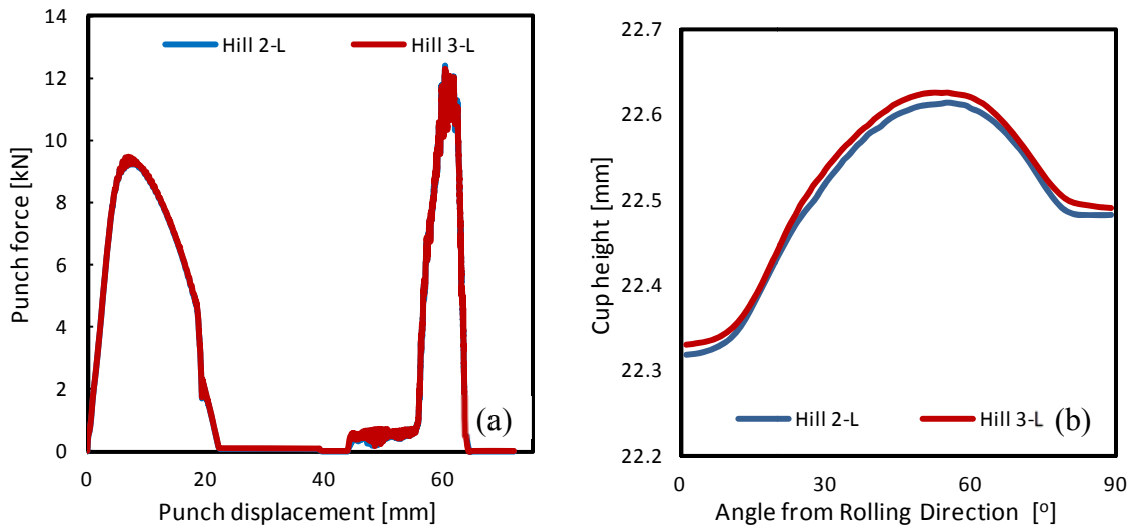 Punch force [kN]
14
12
10
8
6
4
2
0
Hill 2-L
Hill 3-L
(a)
0
20
40
60
Punch displacement [mm]
Cup height [mm]
22.7
22.6
22.5
22.4
22.3
22.2
Hill 2-L
Hill 3-L
(b)
0
30
60
90
Angle from Rolling Direction [°]